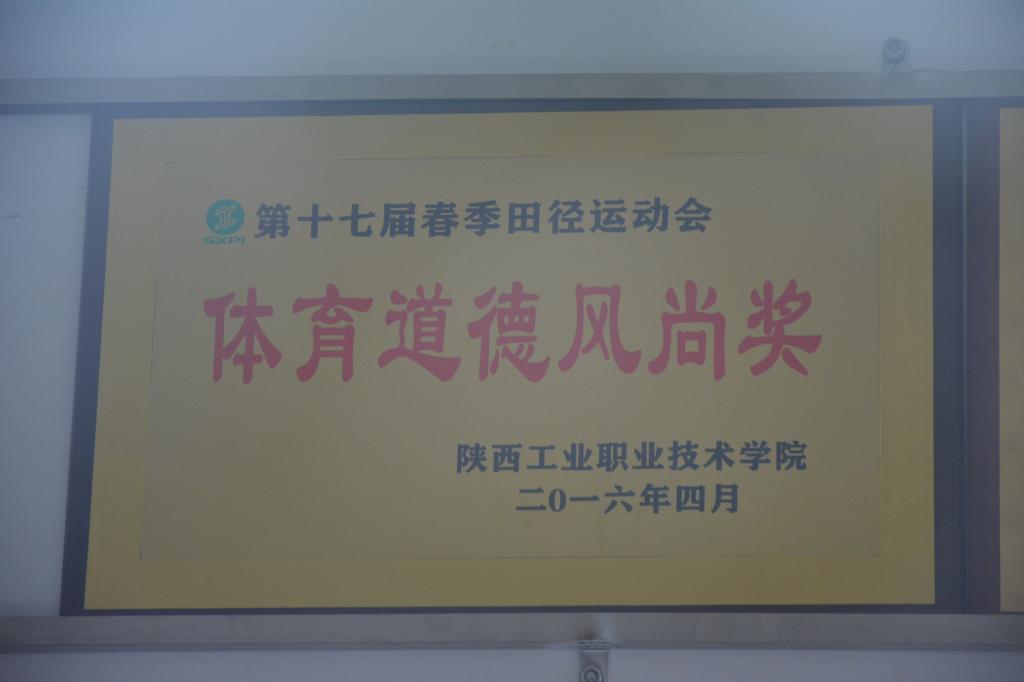 SXPI 第十七届春季田径运动会
体育道德风尚奖
陕西工业职业技术学院
二0一六年四月